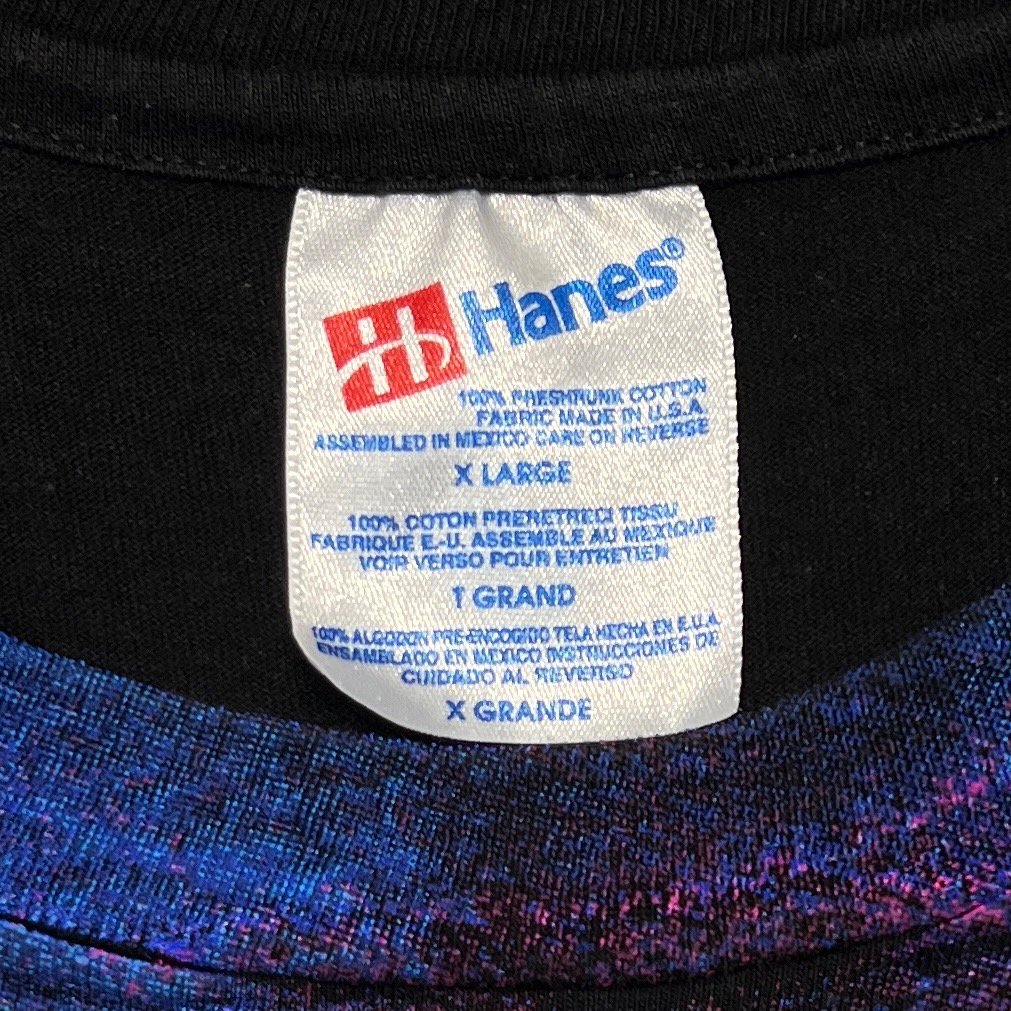 H Hanes®
100% PRESHRUNK COTTON
FABRIC MADE IN U.S.A.
ASSEMBLED IN MEXICO CARE ON REVERSE
X LARGE
100% COTON PRERETRECI TISSU
FABRIQUE E.-U. ASSEMBLE AU MEXIQUE
VOIR VERSO POUR ENTRETIEN
T GRAND
100% ALGODON PRE-ENCOGIDO TELA HECHA EN E.U.A.
ENSAMBLADO EN MEXICO INSTRUCCIONES DE
CUIDADO AL REVERSO
X GRANDE